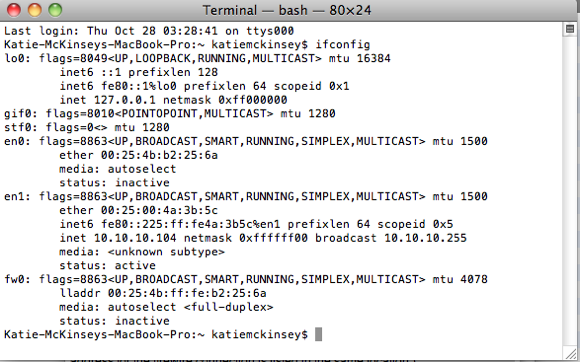 Terminal — bash — 80×24
Last login: Thu Oct 28 03:28:41 on ttys000
Katie-McKinseys-MacBook-Pro:~ katiemckinsey$ ifconfig
lo0: flags=8049<UP,LOOPBACK,RUNNING,MULTICAST> mtu 16384
inet6 ::1 prefixlen 128
inet6 fe80::1%lo0 prefixlen 64 scopeid 0x1
inet 127.0.0.1 netmask 0xff000000
gif0: flags=8010<POINTOPOINT,MULTICAST> mtu 1280
stf0: flags=0<> mtu 1280
en0: flags=8863<UP,BROADCAST,SMART,RUNNING,SIMPLEX,MULTICAST> mtu 1500
ether 00:25:4b:b2:25:6a
media: autoselect
status: inactive
en1: flags=8863<UP,BROADCAST,SMART,RUNNING,SIMPLEX,MULTICAST> mtu 1500
ether 00:25:00:4a:3b:5c
inet6 fe80::225:ff:fe4a:3b5c%en1 prefixlen 64 scopeid 0x5
inet 10.10.10.104 netmask 0xffffff00 broadcast 10.10.10.255
media: <unknown subtype>
status: active
fw0: flags=8863<UP,BROADCAST,SMART,RUNNING,SIMPLEX,MULTICAST> mtu 4078
lladdr 00:25:4b:ff:fe:b2:25:6a
media: autoselect <full-duplex>
status: inactive
Katie-McKinseys-MacBook-Pro:~ katiemckinsey$